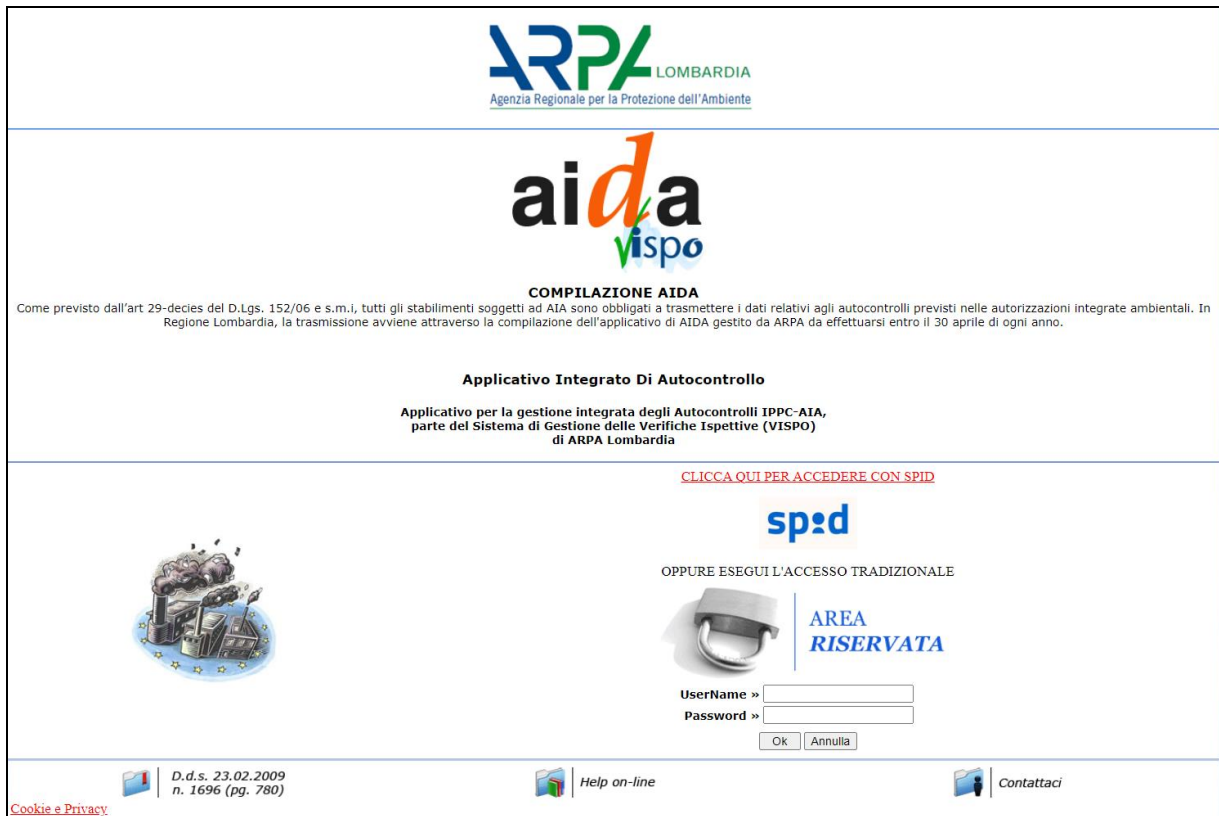 ARPA LOMBARDIA
Agenzia Regionale per la Protezione dell'Ambiente
aida
vispo
COMPILAZIONE AIDA
Come previsto dall'art 29-decies del D.Lgs. 152/06 e s.m.i, tutti gli stabilimenti soggetti ad AIA sono obbligati a trasmettere i dati relativi agli autocontrolli previsti nelle autorizzazioni integrate ambientali. In
Regione Lombardia, la trasmissione avviene attraverso la compilazione dell'applicativo di AIDA gestito da ARPA da effettuarsi entro il 30 aprile di ogni anno.
Applicativo Integrato Di Autocontrollo
Applicativo per la gestione integrata degli Autocontrolli IPPC-AIA,
parte del Sistema di Gestione delle Verifiche Ispettive (VISPO)
di ARPA Lombardia
CLICCA QUI PER ACCEDERE CON SPID
spid
OPPURE ESEGUI L'ACCESSO TRADIZIONALE
AREA
RISERVATA
UserName »
Password »
Ok Annulla
D.d.s. 23.02.2009
n. 1696 (pg. 780)
Help on-line
Contattaci
Cookie e Privacy